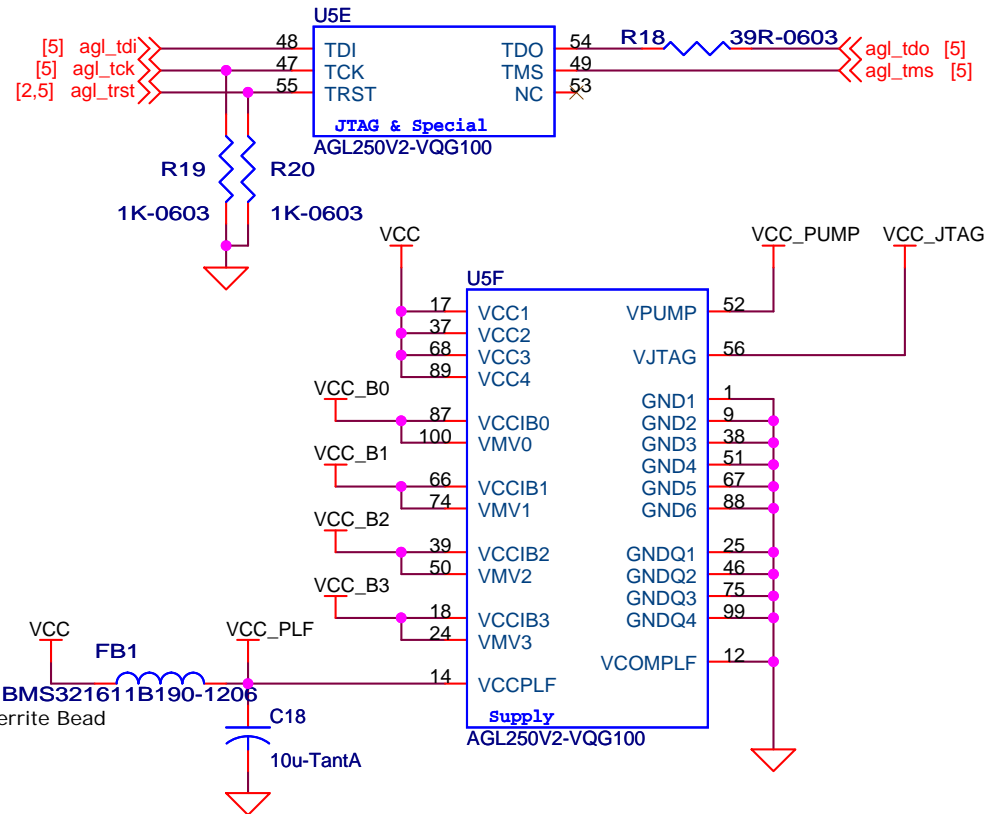 U5E
[5] agl_tdi 48 TDI TDO 54 R18 39R-0603 agl_tdo [5]
[5] agl_tck 47 TCK TMS 49 agl_tms [5]
[2,5] agl_trst 55 TRST NC 53
JTAG & Special
AGL250V2-VQG100
R19 R20
1K-0603 1K-0603
VCC VCC_PUMP VCC_JTAG
U5F
17 VCC1 VPUMP 52
37 VCC2
68 VCC3 VJTAG 56
89 VCC4
VCC_B0 GND1 1
87 VCCIB0 GND2 9
100 VMV0 GND3 38
VCC_B1 GND4 51
66 VCCIB1 GND5 67
74 VMV1 GND6 88
VCC_B2
39 VCCIB2 GNDQ1 25
50 VMV2 GNDQ2 46
VCC_B3 GNDQ3 75
18 VCCIB3 GNDQ4 99
24 VMV3
VCC VCC_PLF
FB1 VCOMPLF 12
14 VCCPLF
BMS321611B190-1206
errite Bead
C18 Supply
10u-TantA AGL250V2-VQG100